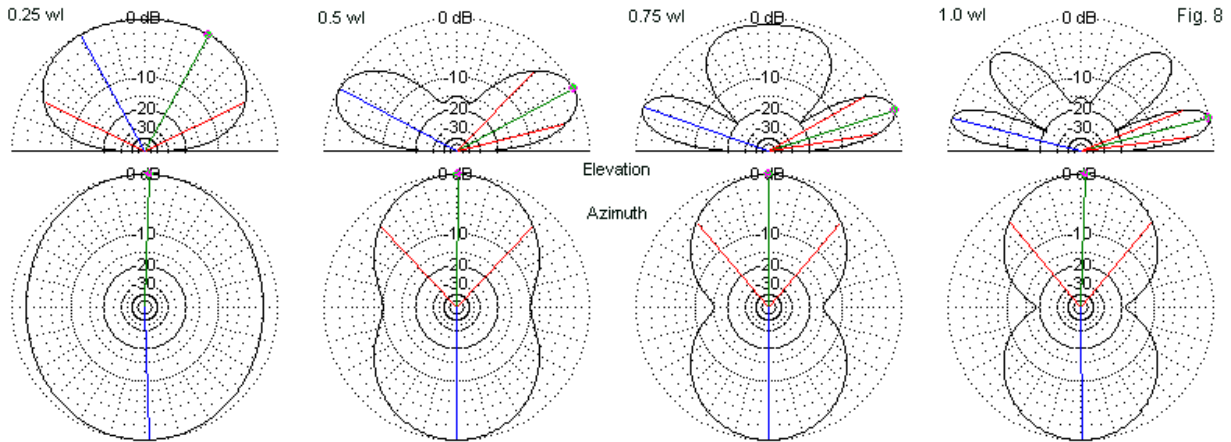 0.25 wl 0 dB 0.5 wl 0 dB 0.75 wl 0 dB 1.0 wl 0 dB Fig. 8
-10 -10 -10 -10
-20 -20 -20 -20
-30 -30 -30 -30
Elevation
0 dB 0 dB 0 dB 0 dB
Azimuth
-10 -10 -10 -10
-20 -20 -20 -20
-30 -30 -30 -30